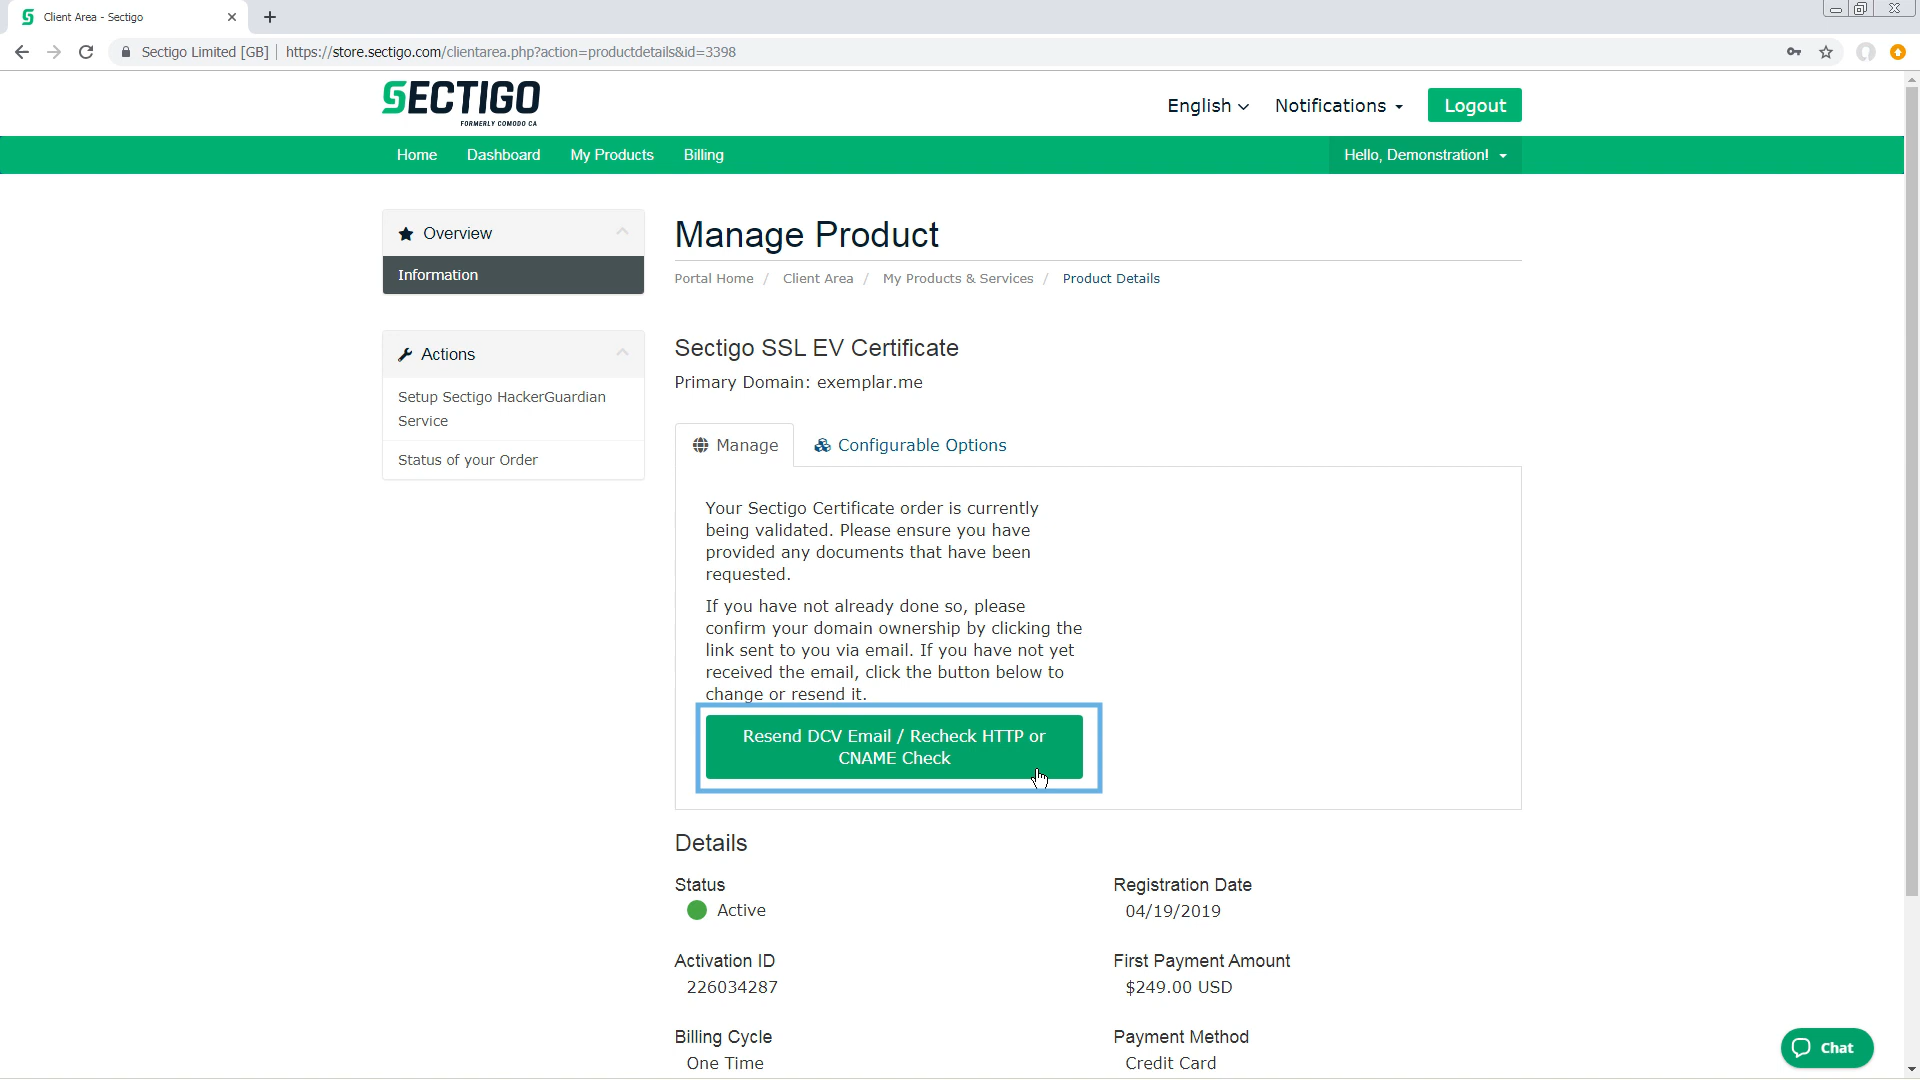 Client Area - Sectigo
Sectigo Limited [GB] | https://store.sectigo.com/clientarea.php?action=productdetails&id=3398
SECTIGO
FORMERLY COMODO CA
English
Notifications
Logout
Home
Dashboard
My Products
Billing
Hello, Demonstration!
Overview
Information
Actions
Setup Sectigo HackerGuardian
Service
Status of your Order
Manage Product
Portal Home / Client Area / My Products & Services / Product Details
Sectigo SSL EV Certificate
Primary Domain: exemplar.me
Manage
Configurable Options
Your Sectigo Certificate order is currently
being validated. Please ensure you have
provided any documents that have been
requested.
If you have not already done so, please
confirm your domain ownership by clicking the
link sent to you via email. If you have not yet
received the email, click the button below to
change or resend it.
Resend DCV Email / Recheck HTTP or
CNAME Check
Details
Status
Active
Registration Date
04/19/2019
Activation ID
226034287
First Payment Amount
$249.00 USD
Billing Cycle
One Time
Payment Method
Credit Card
Chat